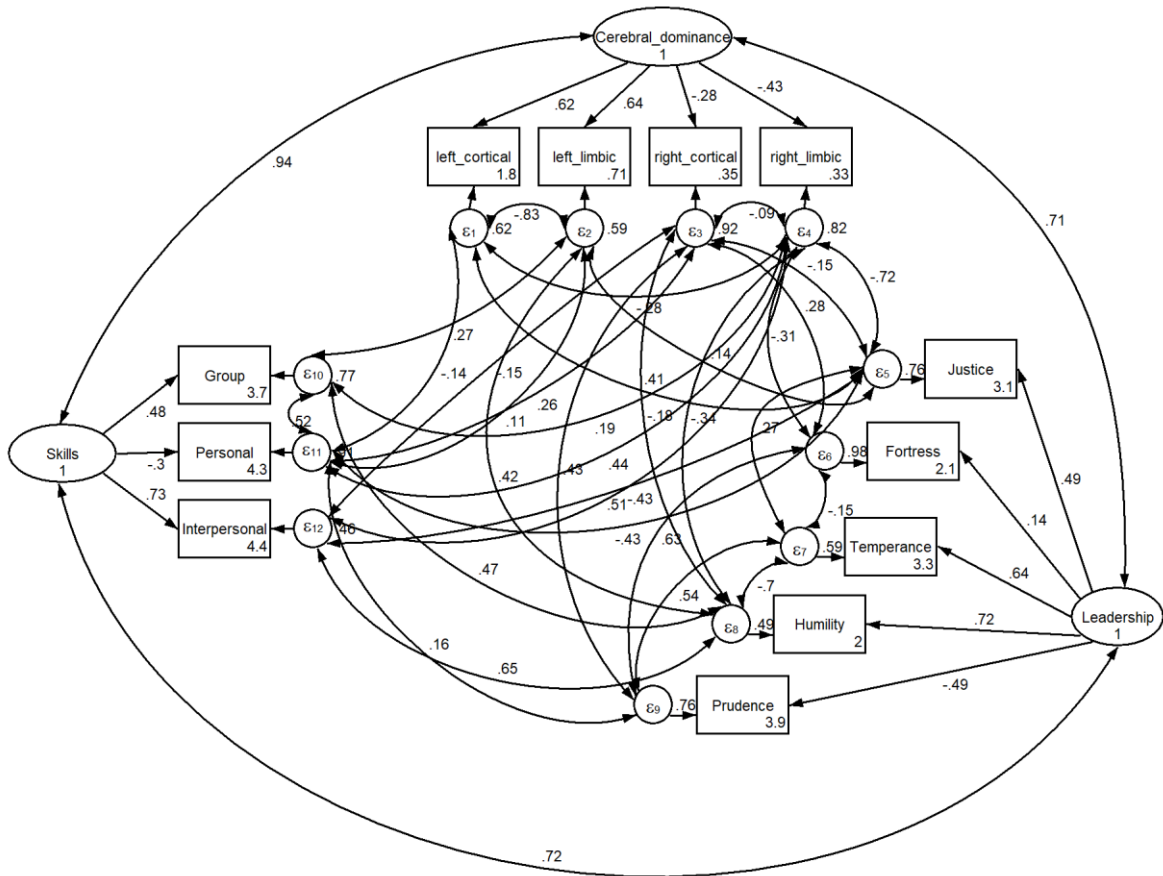 Cerebral_dominance
1
.62
.64
-.28
-.43
left_cortical
1.8
left_limbic
.71
right_cortical
.35
right_limbic
.33
.94
.71
ε1
.62
-.83
ε2
.59
ε3
.92
-.09
ε4
.82
-.15
-.72
-.28
.28
-.31
.27
.14
-.14
-.15
.41
Group
3.7
ε10
.77
ε5
.76
Justice
3.1
.48
.26
.11
.19
-.18
-.34
.27
.52
Skills
1
-.3
Personal
4.3
ε11
.44
ε6
.98
Fortress
2.1
.49
.42
.43
-.43
.73
.51
-.15
.14
Interpersonal
4.4
ε12
.46
-.43
.63
ε7
.59
Temperance
3.3
.64
.47
.54
-.7
ε8
.49
Humility
2
.72
Leadership
1
.16
.65
-.49
ε9
.76
Prudence
3.9
.72